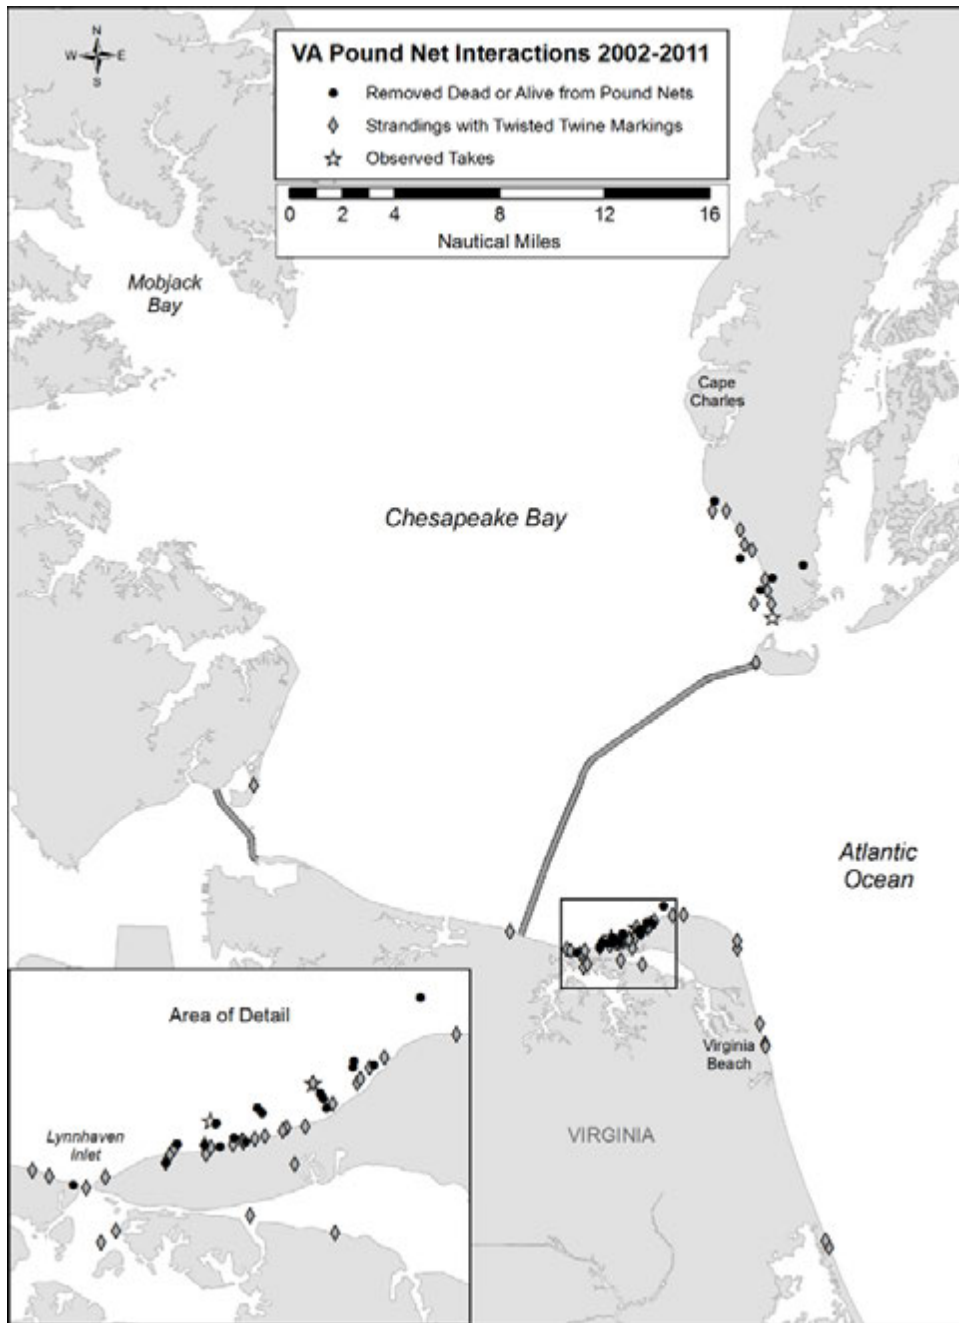 N
W E
S
VA Pound Net Interactions 2002-2011
Removed Dead or Alive from Pound Nets
Strandings with Twisted Twine Markings
Observed Takes
0 2 4 8 12 16
Nautical Miles
Mobjack
Bay
Cape
Charles
Chesapeake Bay
Atlantic
Ocean
Area of Detail
Virginia
Beach
Lynnhaven
Inlet
VIRGINIA